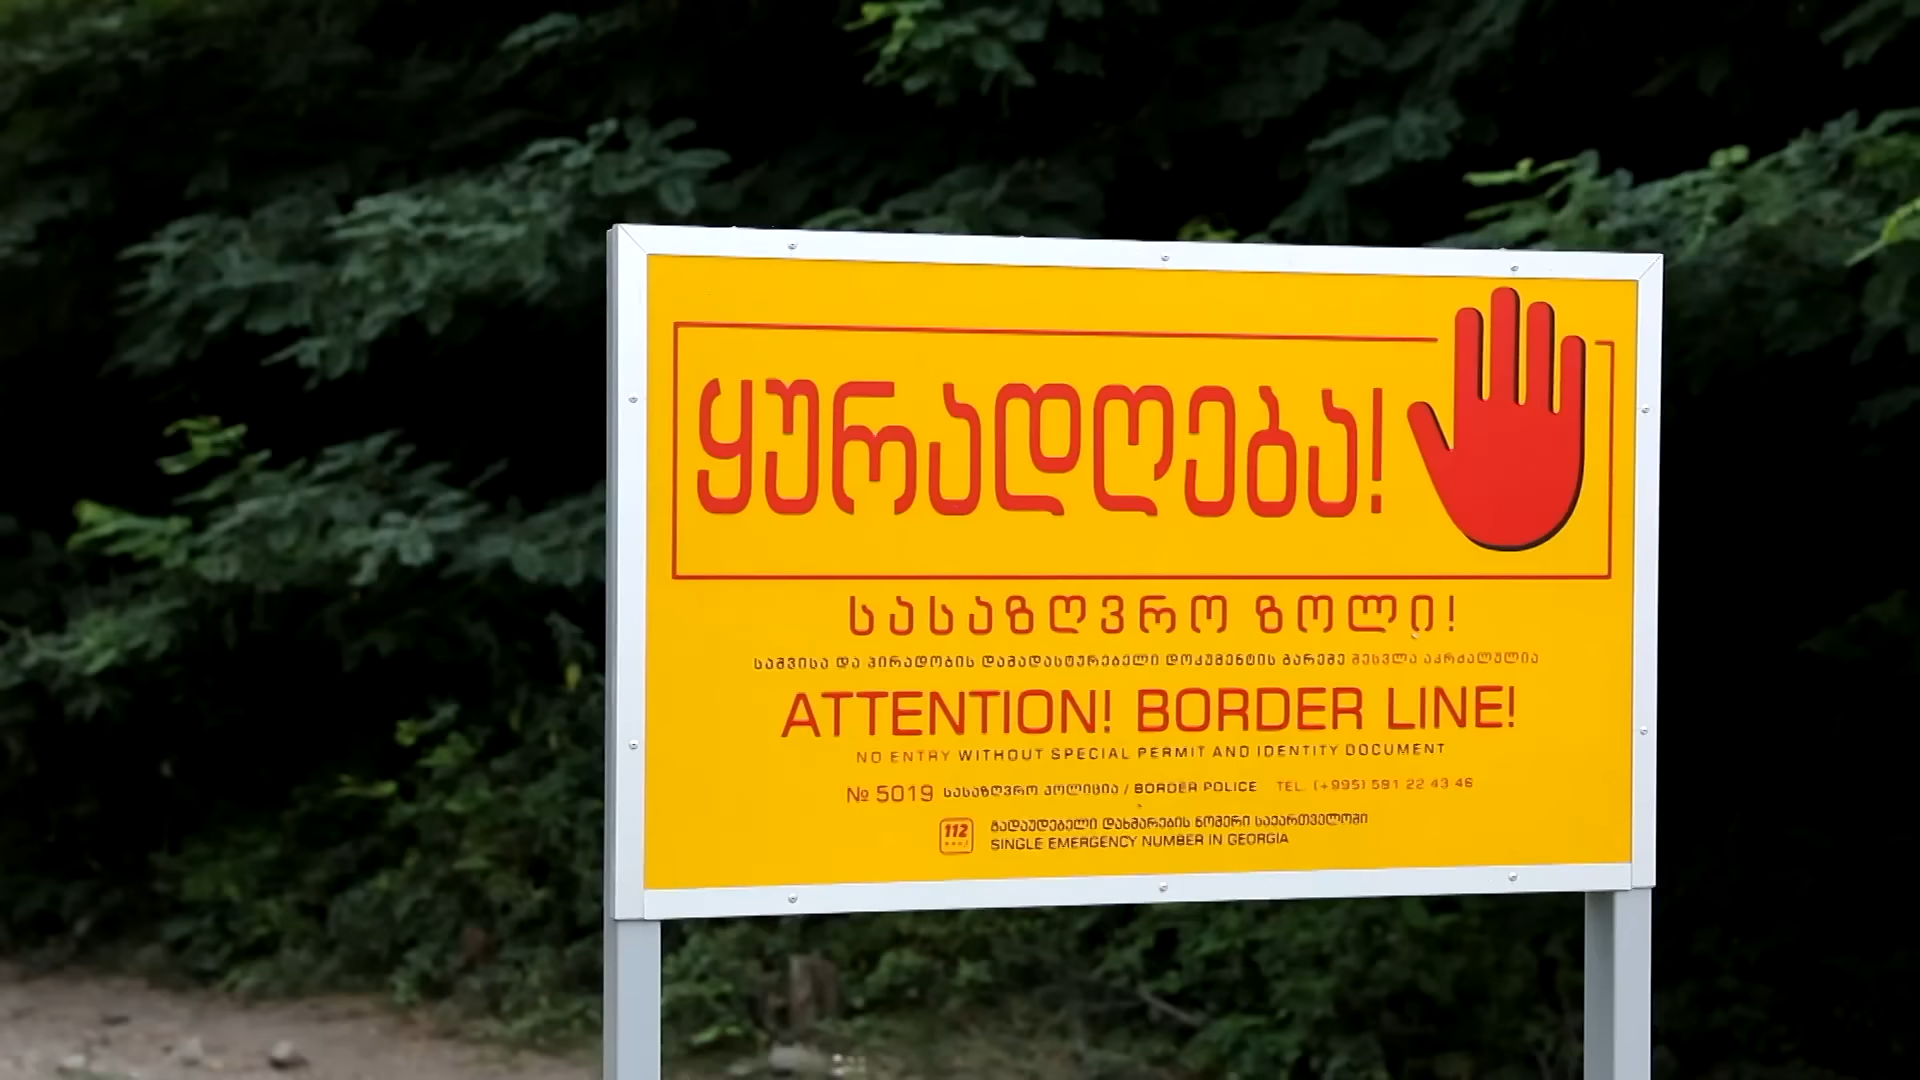 ყურადღება!
სასაზღვრო ზოლი!
საშვისა და პირადობის დამადასტურებელი დოკუმენტის გარეშე შესვლა აკრძალულია
ATTENTION! BORDER LINE!
NO ENTRY WITHOUT SPECIAL PERMIT AND IDENTITY DOCUMENT
№ 5019 სასაზღვრო პოლიცია / BORDER POLICE TEL. (+995) 591 22 43 46
112
გადაუდებელი დახმარების ნომერი საქართველოში
SINGLE EMERGENCY NUMBER IN GEORGIA